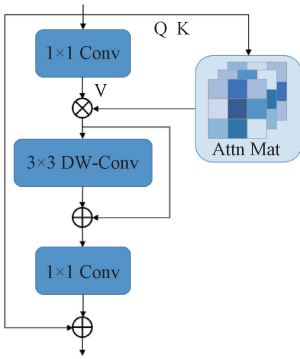 Q K
1×1 Conv
V
3×3 DW-Conv
Attn Mat
1×1 Conv